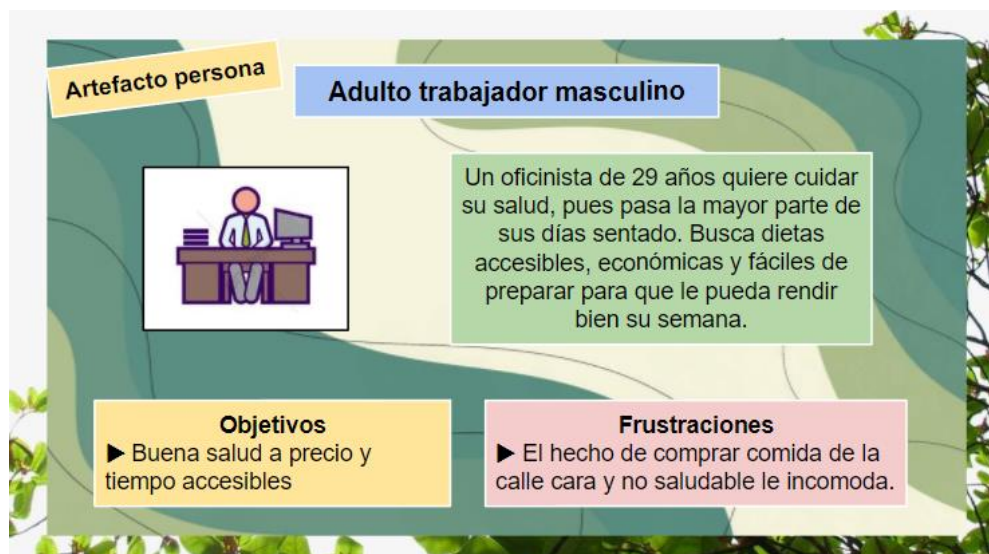 Artefacto persona
Adulto trabajador masculino
Un oficinista de 29 años quiere cuidar
su salud, pues pasa la mayor parte de
sus días sentado. Busca dietas
accesibles, económicas y fáciles de
preparar para que le pueda rendir
bien su semana.
Objetivos
▶ Buena salud a precio y
tiempo accesibles
Frustraciones
▶ El hecho de comprar comida de la
calle cara y no saludable le incomoda.